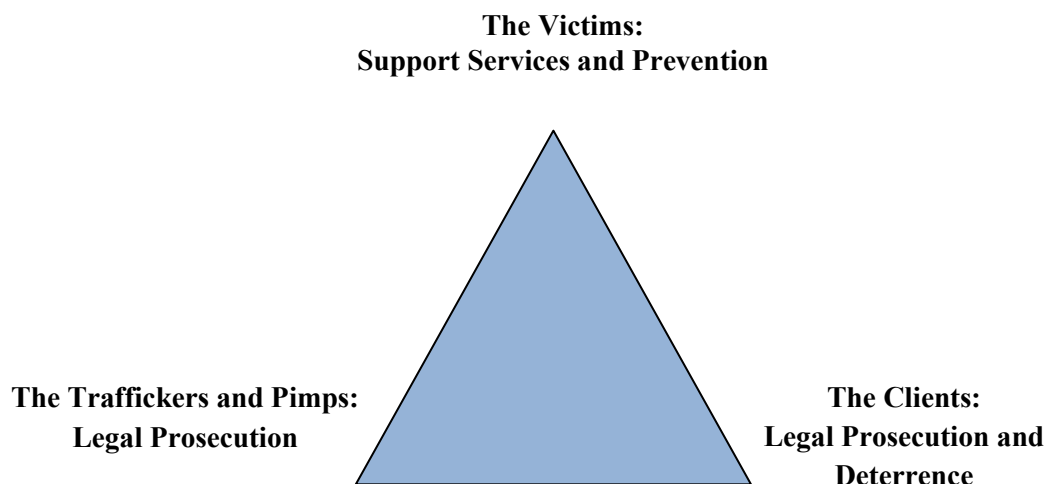 The Victims:
Support Services and Prevention
The Traffickers and Pimps:
Legal Prosecution
The Clients:
Legal Prosecution and
Deterrence